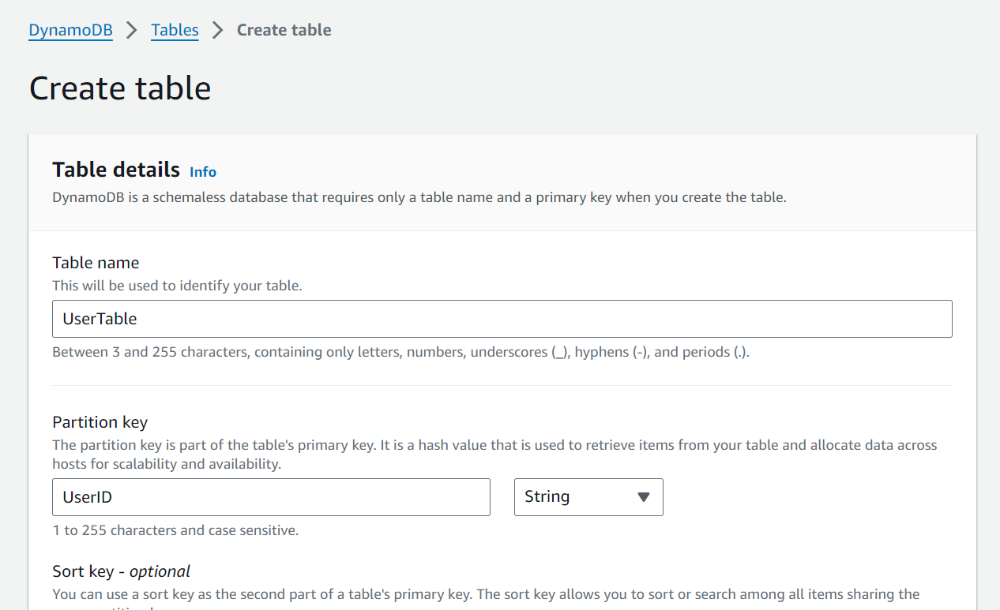 DynamoDB > Tables > Create table
Create table
Table details Info
DynamoDB is a schemaless database that requires only a table name and a primary key when you create the table.
Table name
This will be used to identify your table.
UserTable
Between 3 and 255 characters, containing only letters, numbers, underscores (_), hyphens (-), and periods (.).
Partition key
The partition key is part of the table's primary key. It is a hash value that is used to retrieve items from your table and allocate data across
hosts for scalability and availability.
UserID String
1 to 255 characters and case sensitive.
Sort key - optional
You can use a sort key as the second part of a table's primary key. The sort key allows you to sort or search among all items sharing the